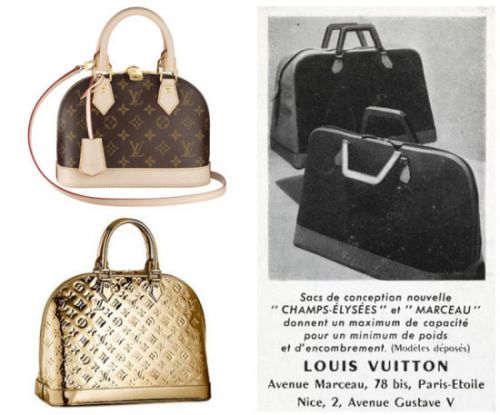 Sacs de conception nouvelle
"CHAMPS-ÉLYSÉES" et "MARCEAU"
donnent un maximum de capacité
pour un minimum de poids
et d'encombrement. (Modèles déposés)
LOUIS VUITTON
Avenue Marceau, 78 bis, Paris-Etoile
Nice, 2, Avenue Gustave V